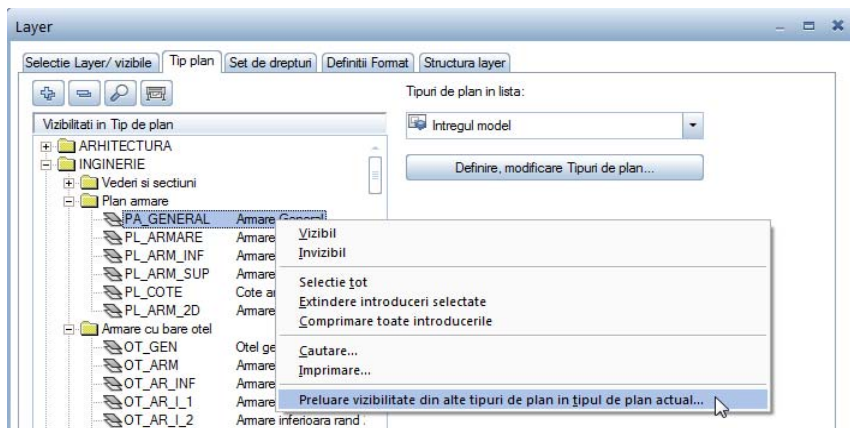 Layer
Selectie Layer/ vizibile Tip plan Set de drepturi Definitii Format Structura layer
Tipuri de plan in lista:
Vizibilitati in Tip de plan
Intregul model
ARHITECTURA
INGINERIE
Definire, modificare Tipuri de plan...
Vederi si sectiuni
Plan armare
PA_GENERAL Armare General
PL_ARMARE Armare
PL_ARM_INF Armare
PL_ARM_SUP Armare
PL_COTE Cote
PL_ARM_2D Armare
Armare cu bare otel
OT_GEN Otel
OT_ARM Armare
OT_AR_INF Armare
OT_AR_I_1 Armare
OT_AR_I_2 Armare inferioara rand
Vizibil
Invizibil
Selectie tot
Extindere introduceri selectate
Comprimare toate introducerile
Cautare...
Imprimare...
Preluare vizibilitate din alte tipuri de plan in tipul de plan actual...